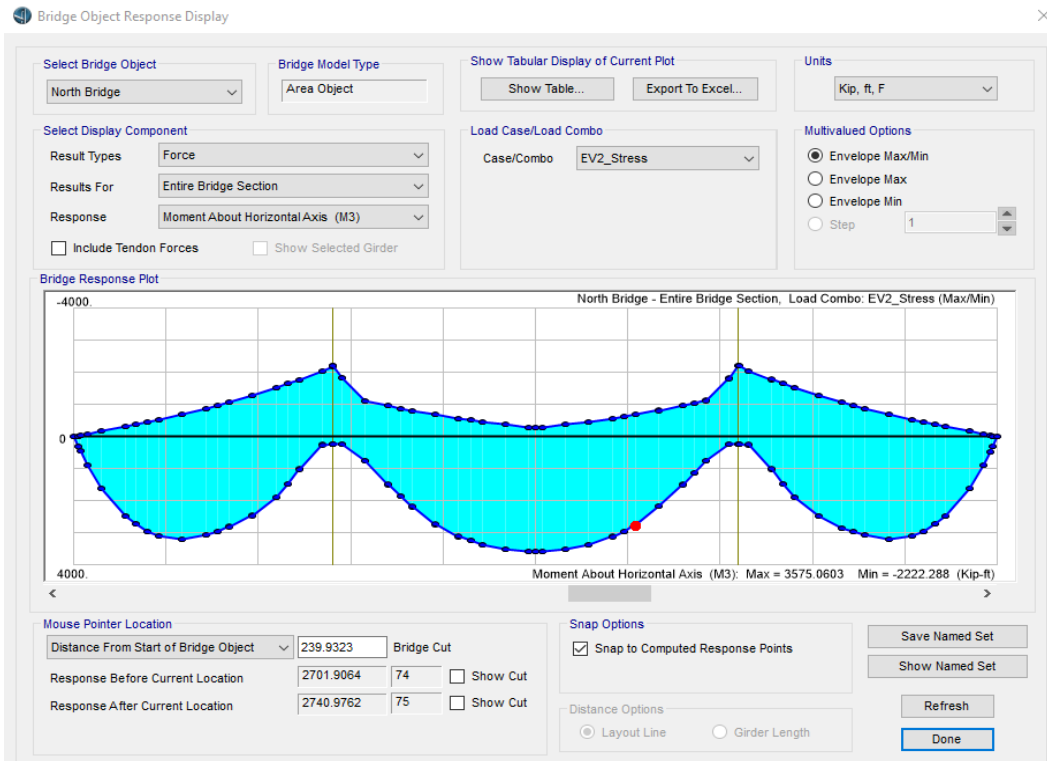 Bridge Object Response Display
Select Bridge Object
North Bridge
Bridge Model Type
Area Object
Show Tabular Display of Current Plot
Show Table...
Export To Excel...
Units
Kip, ft, F
Select Display Component
Result Types
Force
Results For
Entire Bridge Section
Response
Moment About Horizontal Axis (M3)
Include Tendon Forces
Show Selected Girder
Load Case/Load Combo
Case/Combo
EV2_Stress
Multivalued Options
Envelope Max/Min
Envelope Max
Envelope Min
Step
1
Bridge Response Plot
-4000.
North Bridge - Entire Bridge Section, Load Combo: EV2_Stress (Max/Min)
0
4000.
Moment About Horizontal Axis (M3): Max = 3575.0603 Min = -2222.288 (Kip-ft)
Mouse Pointer Location
Distance From Start of Bridge Object
239.9323
Bridge Cut
Response Before Current Location
2701.9064
74
Show Cut
Response After Current Location
2740.9762
75
Show Cut
Snap Options
Snap to Computed Response Points
Distance Options
Layout Line
Girder Length
Save Named Set
Show Named Set
Refresh
Done